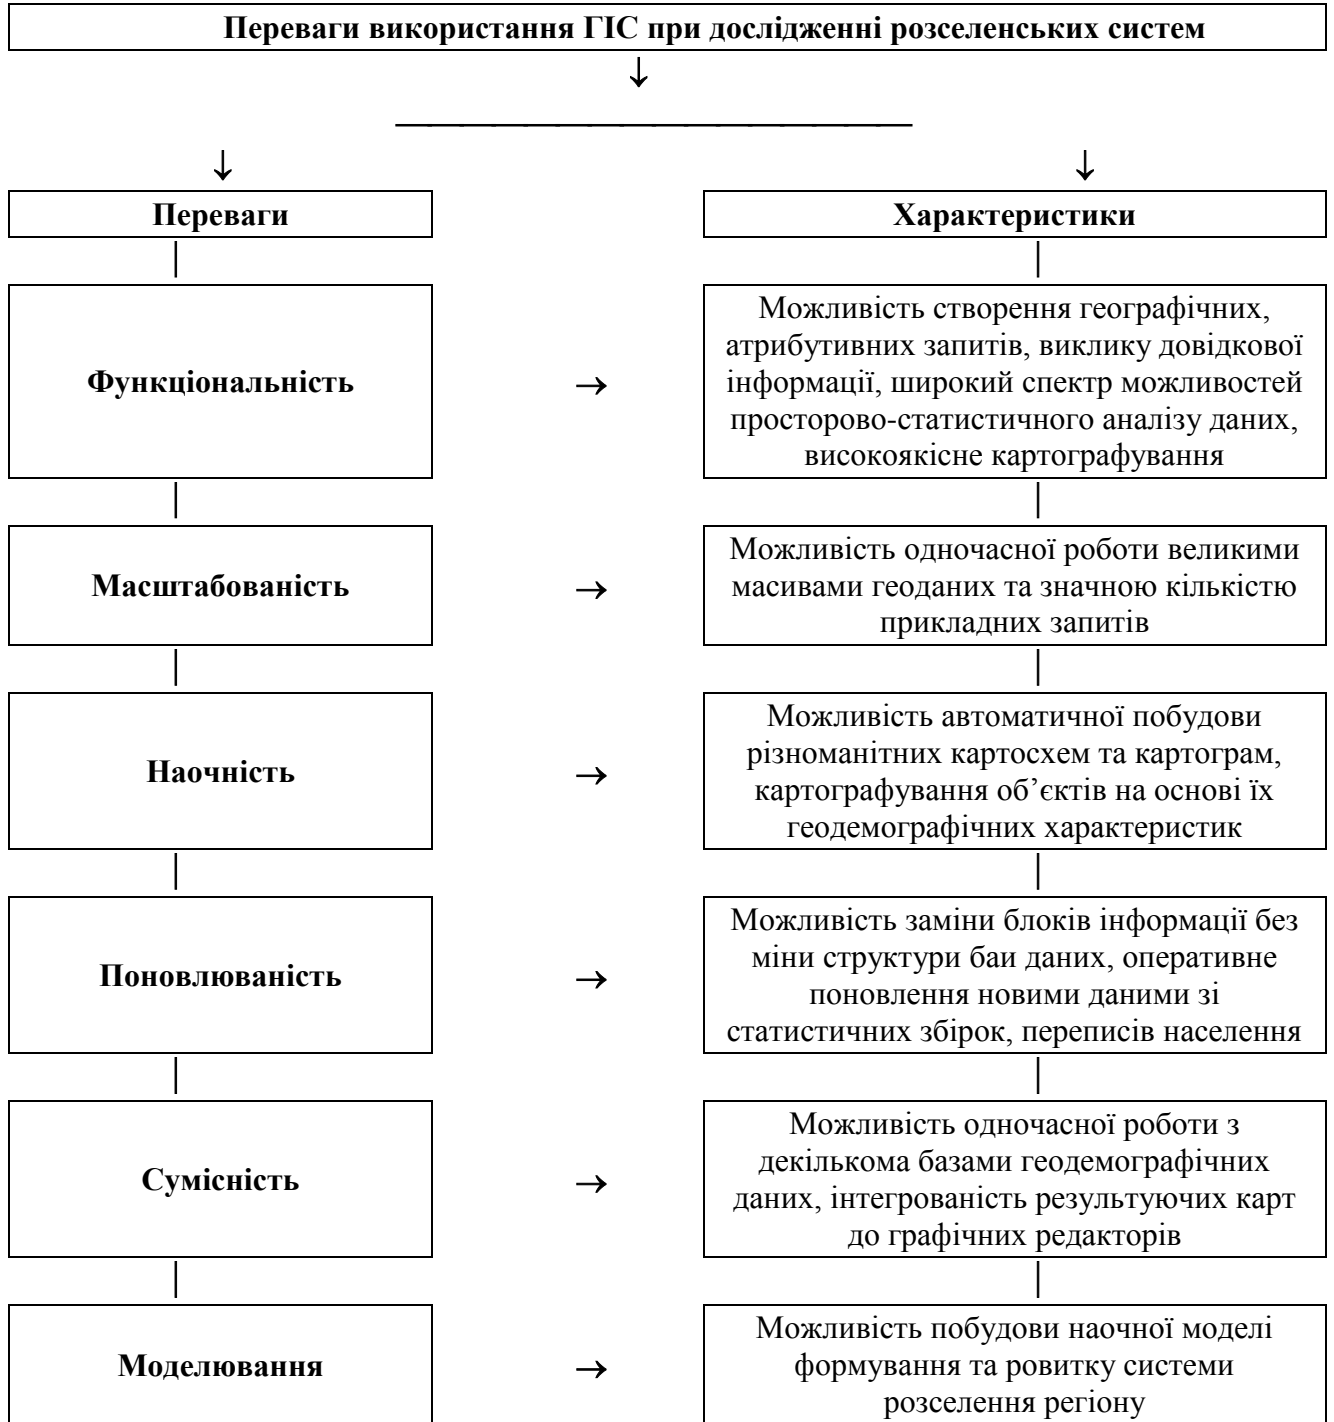 Переваги використання ГІС при дослідженні розселенських систем
Переваги
Характеристики
Функціональність
Можливість створення географічних,
атрибутивних запитів, виклику довідкової
інформації, широкий спектр можливостей
просторово-статистичного аналізу даних,
високоякісне картографування
Масштабованість
Можливість одночасної роботи великими
масивами геоданих та значною кількістю
прикладних запитів
Наочність
Можливість автоматичної побудови
різноманітних картосхем та картограм,
картографування об’єктів на основі їх
геодемографічних характеристик
Поновлюваність
Можливість заміни блоків інформації без
міни структури баи даних, оперативне
поновлення новими даними зі
статистичних збірок, переписів населення
Сумісність
Можливість одночасної роботи з
декількома базами геодемографічних
даних, інтегрованість результуючих карт
до графічних редакторів
Моделювання
Можливість побудови наочної моделі
формування та ровитку системи
розселення регіону